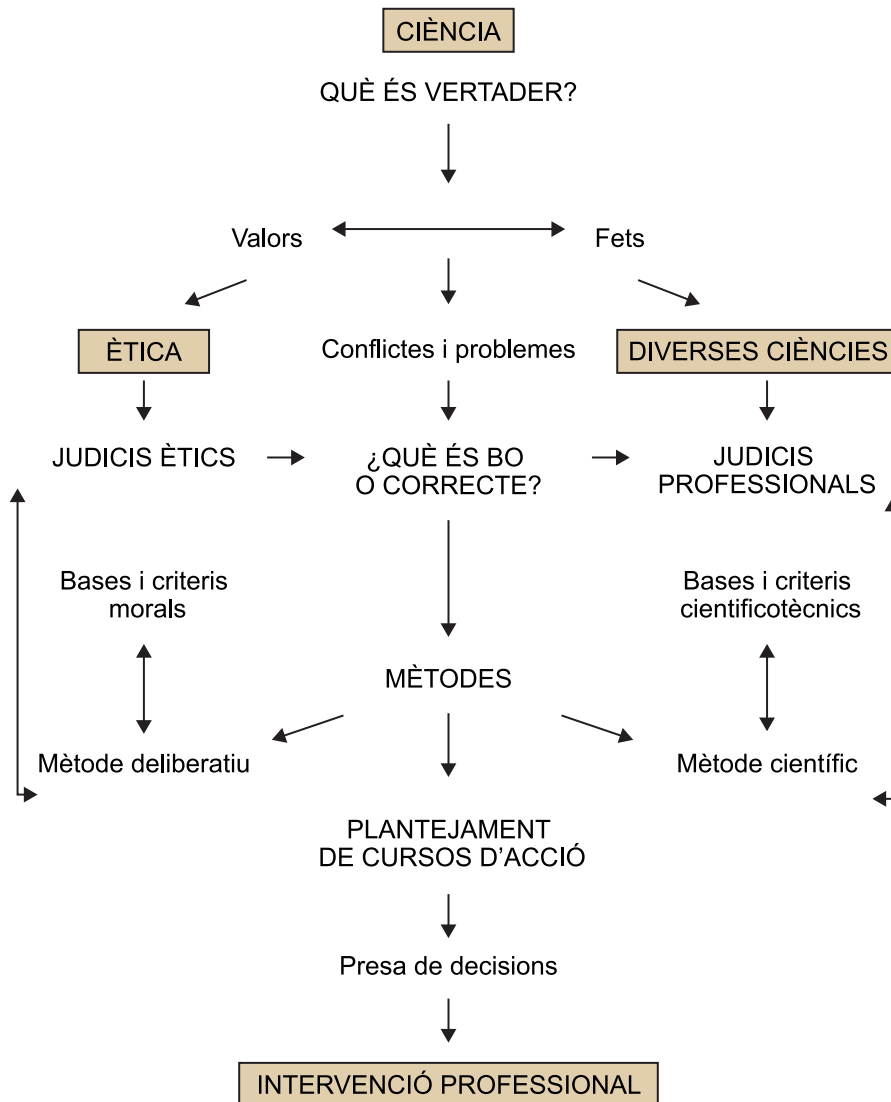 CIÈNCIA
QUÈ ÉS VERTADER?
Valors
Fets
ÈTICA
Conflictes i problemes
DIVERSES CIÈNCIES
JUDICIS ÈTICS
¿QUÈ ÉS BO
O CORRECTE?
JUDICIS
PROFESSIONALS
Bases i criteris
morals
Bases i criteris
cientificotècnics
MÈTODES
Mètode deliberatiu
Mètode científic
PLANTEJAMENT
DE CURSOS D’ACCIÓ
Presa de decisions
INTERVENCIÓ PROFESSIONAL